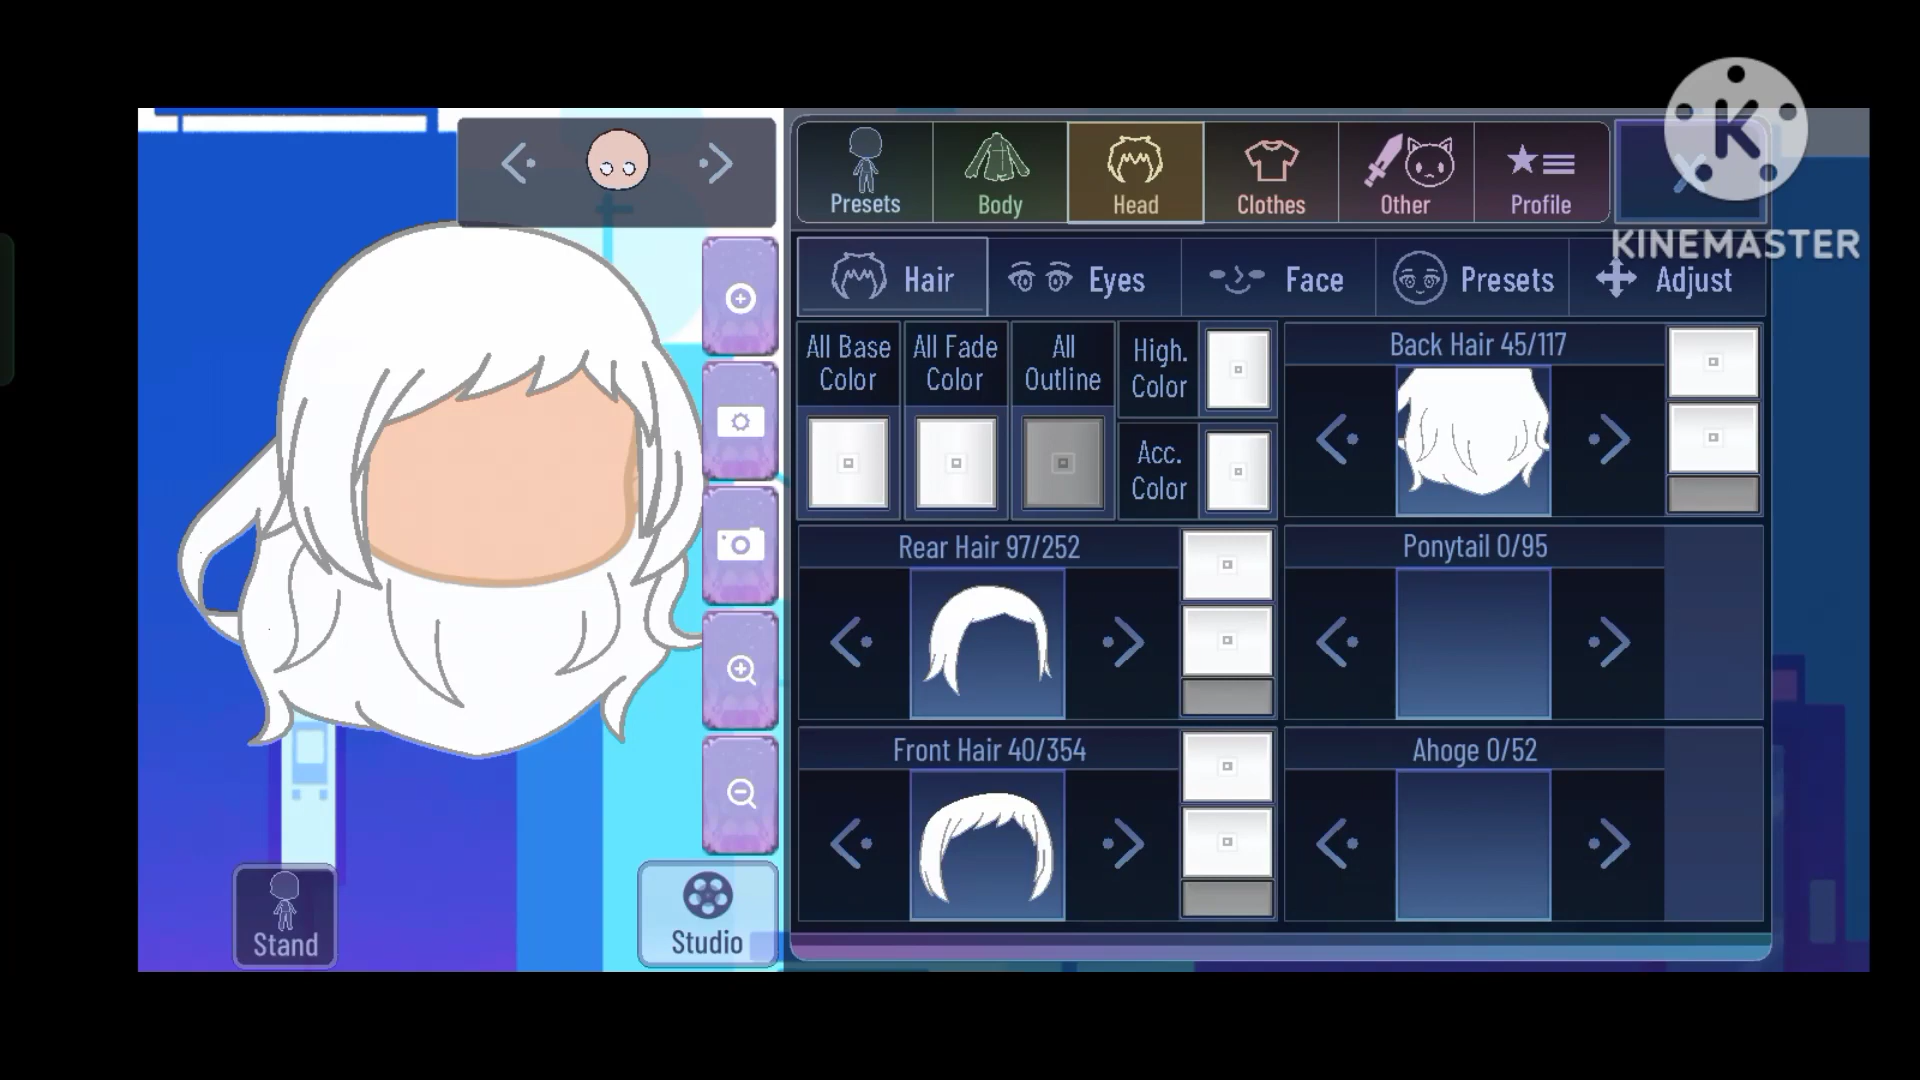 Presets
Body
Head
Clothes
Other
Profile
K
KINEMASTER
Hair
Eyes
Face
Presets
Adjust
All Base
Color
All Fade
Color
All
Outline
High.
Color
Acc.
Color
Back Hair 45/117
Rear Hair 97/252
Ponytail 0/95
Front Hair 40/354
Ahoge 0/52
Stand
Studio